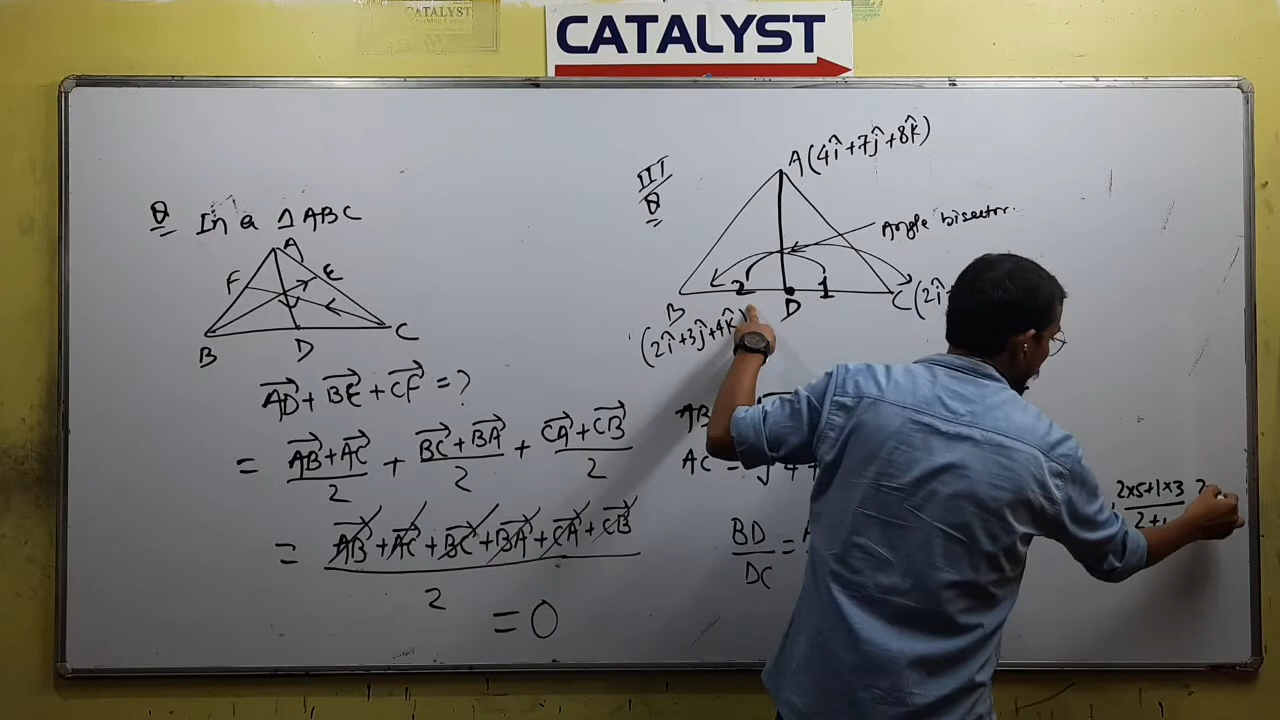 CATALYST
CATALYST
Q In a △ABC
A
F E
B D C
AD→ + BE→ + CF→ = ?
= (AB→ + AC→)/2 + (BC→ + BA→)/2 + (CA→ + CB→)/2
= (AB→ + AC→ + BC→ + BA→ + CA→ + CB→)/2
= 0
IIT
Q
A(4î+7ĵ+8k̂)
Angle bisector.
2 1
B D C(2î
(2î+3ĵ+4k̂)
AB
AC = √4+
BD/DC =
(2×5+1×3)/(2+